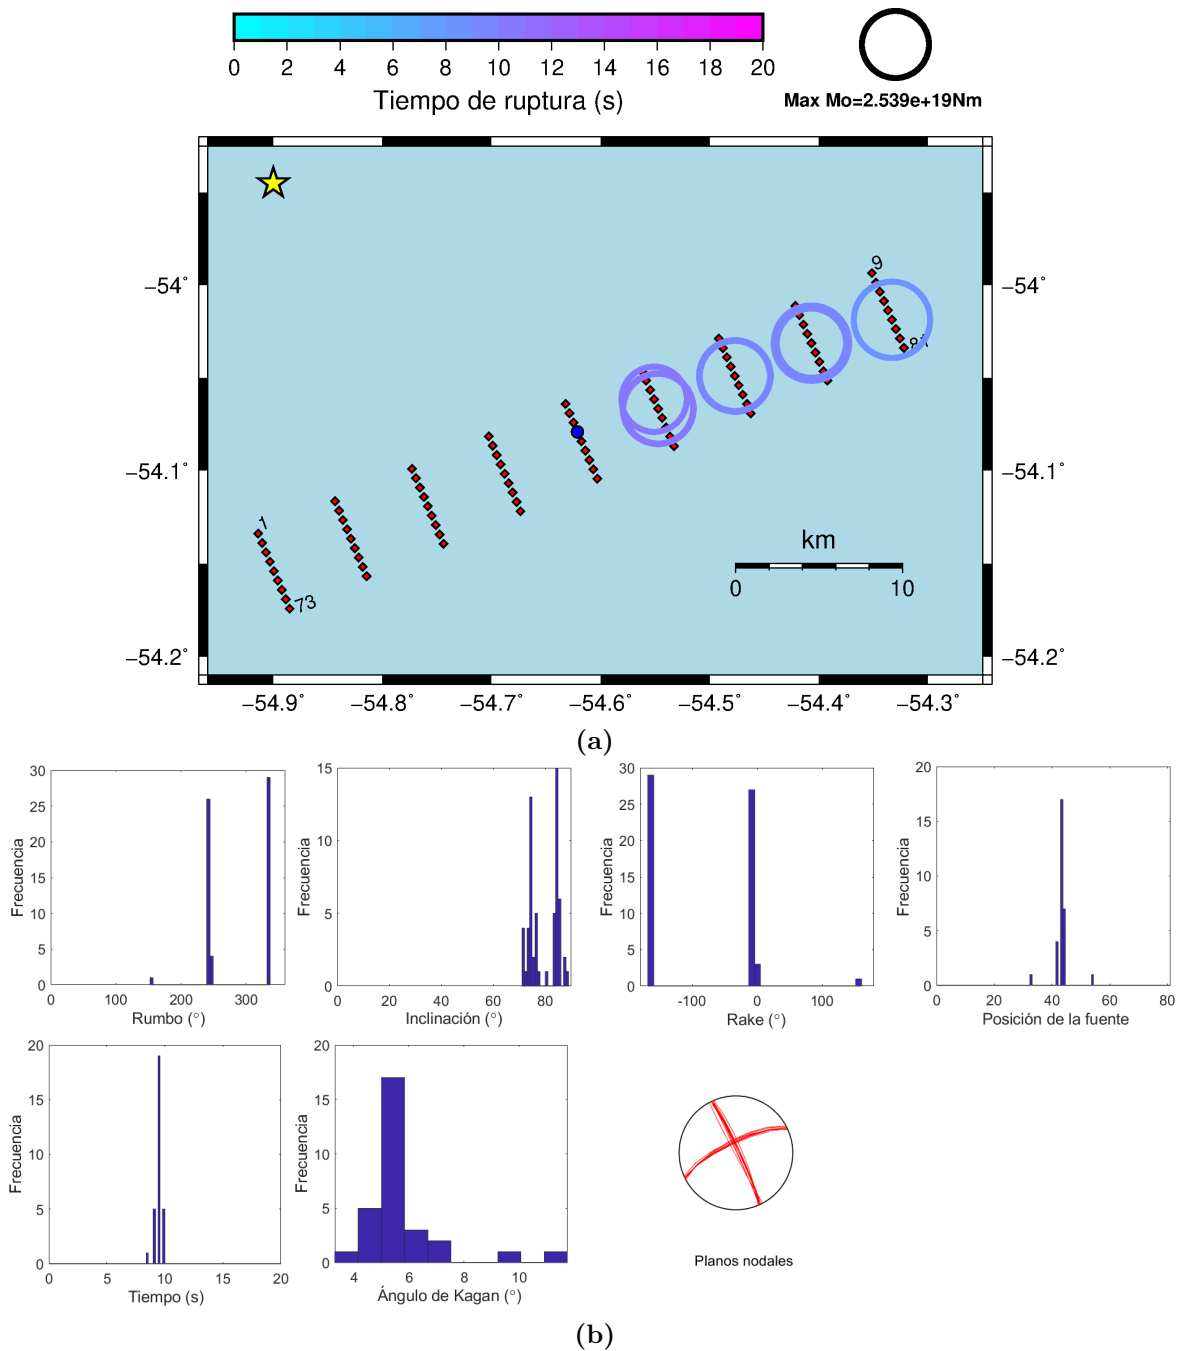 0 2 4 6 8 10 12 14 16 18 20
Tiempo de ruptura (s)
Max Mo=2.539e+19Nm
−54˚ −54˚
−54.1˚ −54.1˚
−54.2˚ −54.2˚
9
1
73
km
0 10
−54.9˚ −54.8˚ −54.7˚ −54.6˚ −54.5˚ −54.4˚ −54.3˚
(a)
30
25
20
15
10
5
0
0 100 200 300
Frecuencia
Rumbo (°)
15
10
5
0
0 20 40 60 80
Frecuencia
Inclinación (°)
30
25
20
15
10
5
0
-100 0 100
Frecuencia
Rake (°)
20
15
10
5
0
0 20 40 60 80
Frecuencia
Posición de la fuente
20
15
10
5
0
0 5 10 15 20
Frecuencia
Tiempo (s)
20
15
10
5
0
4 6 8 10
Frecuencia
Ángulo de Kagan (°)
Planos nodales
(b)